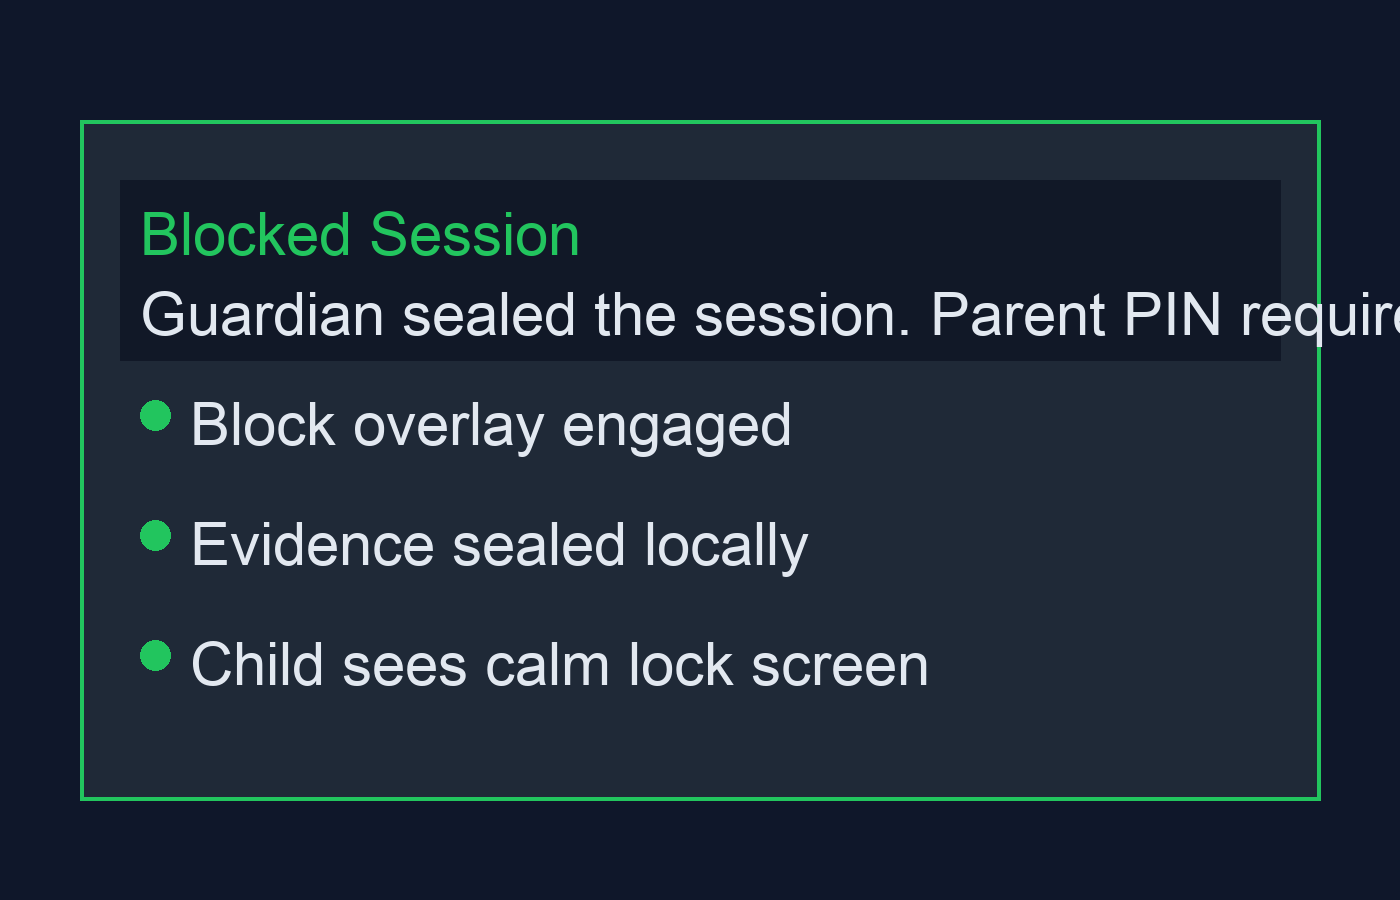 Blocked Session
Guardian sealed the session. Parent PIN
Block overlay engaged
Evidence sealed locally
Child sees calm lock screen